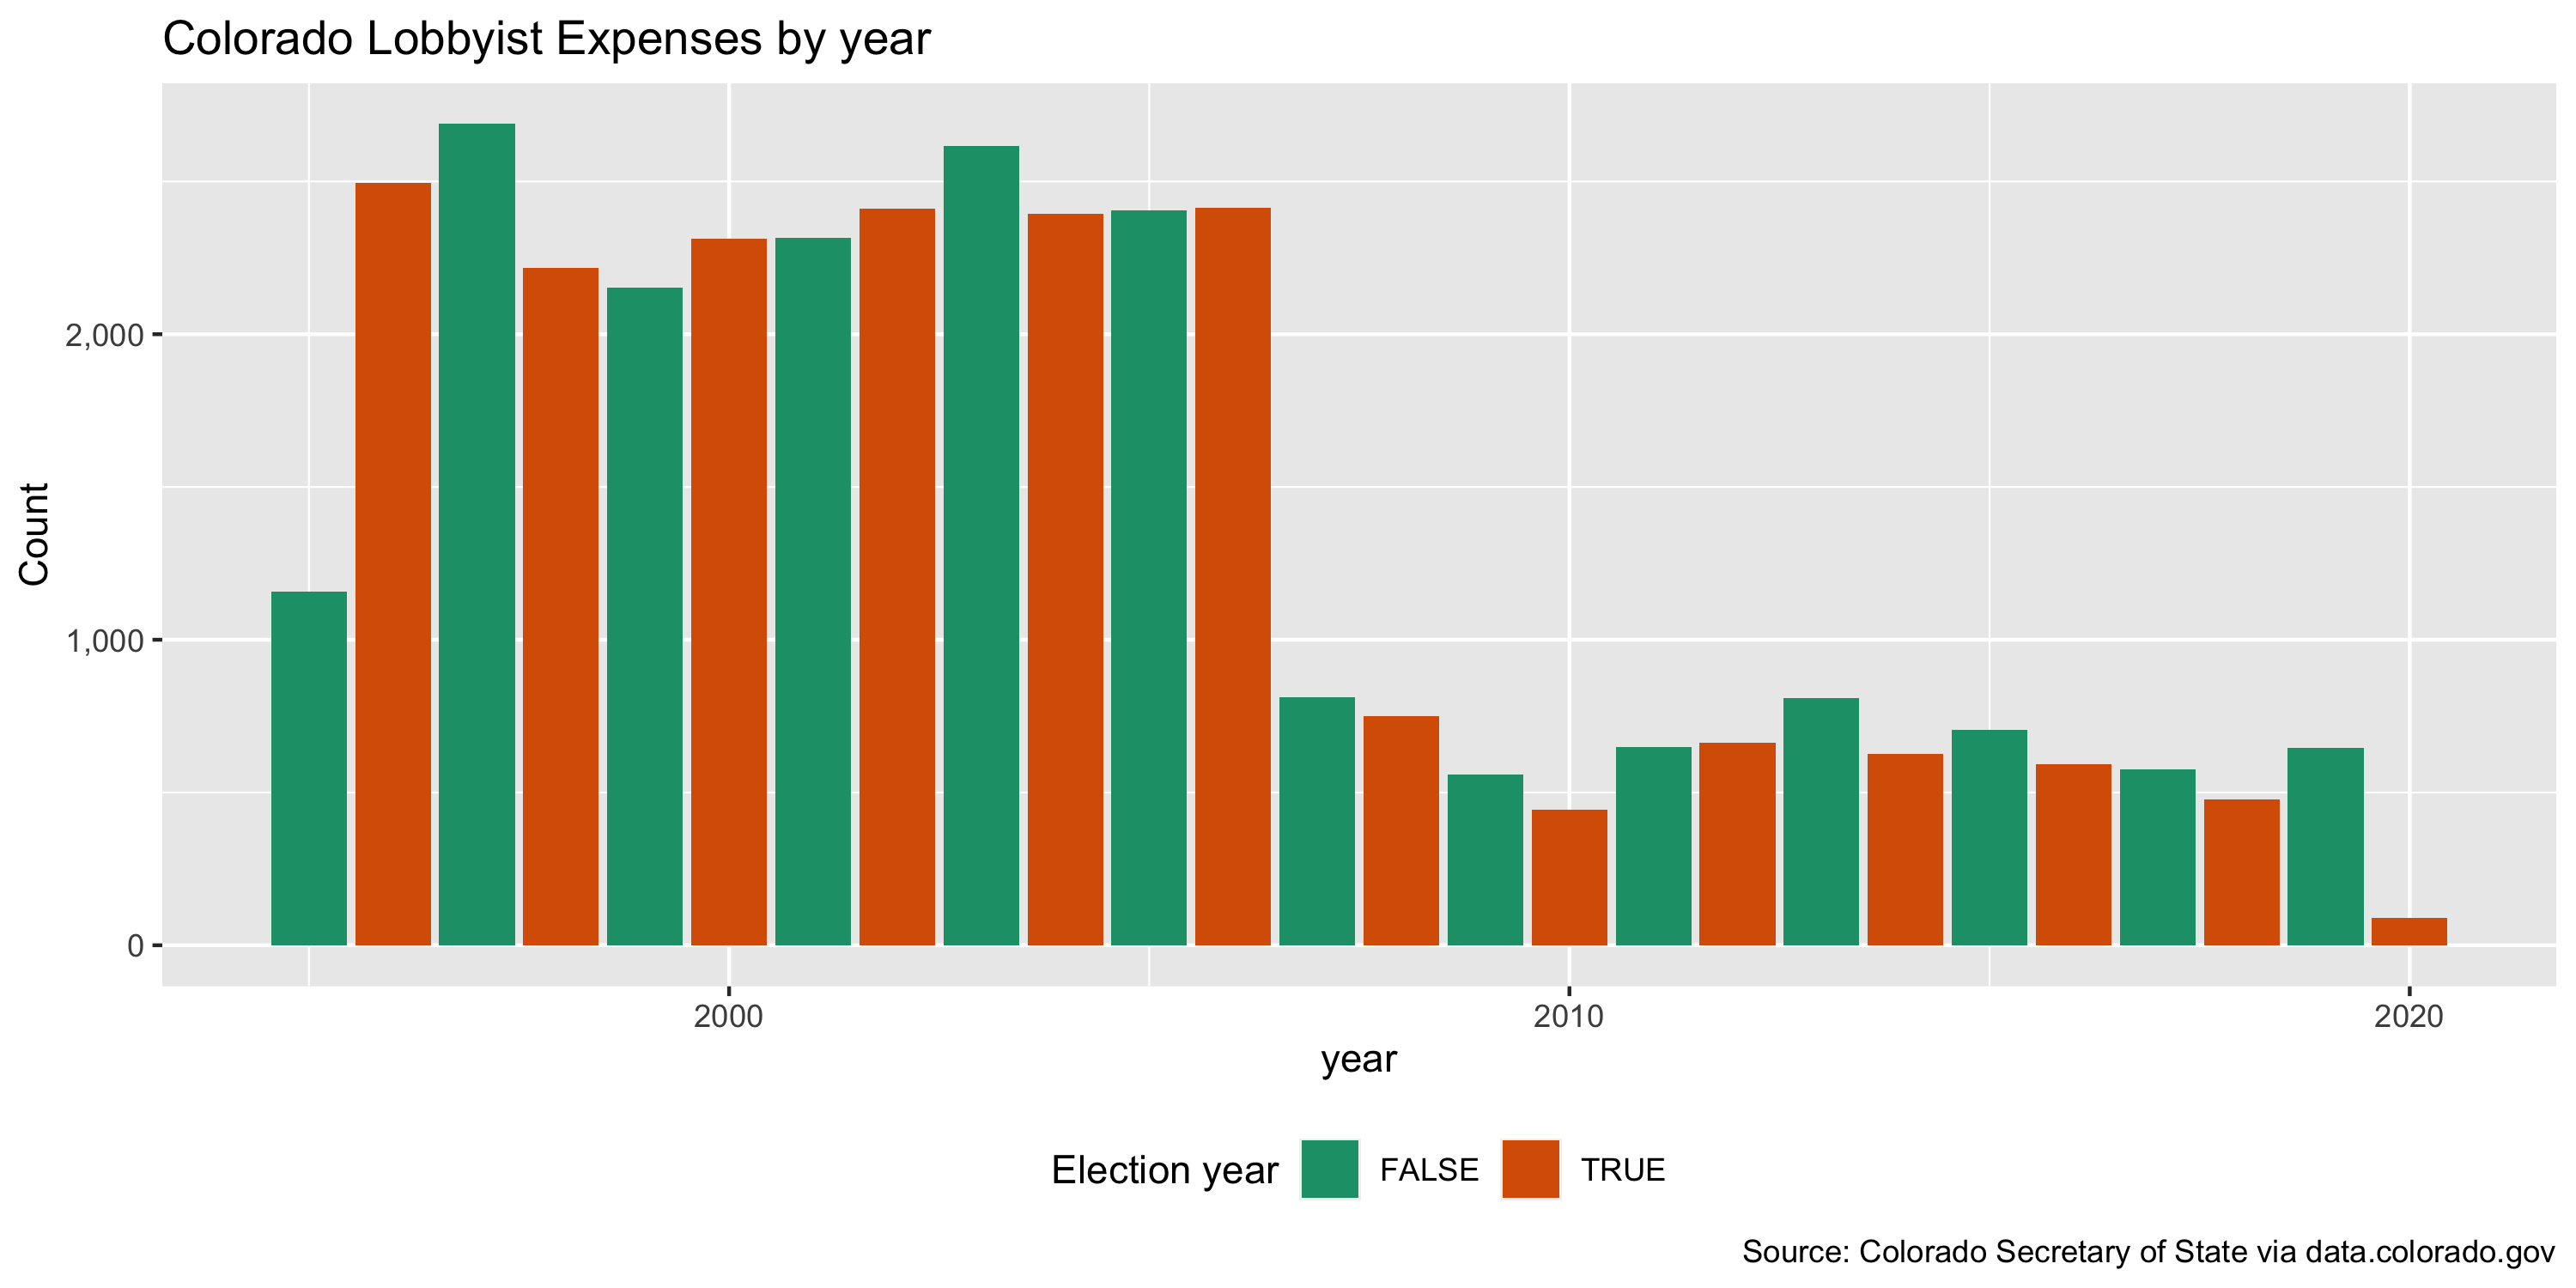 Colorado Lobbyist Expenses by year
Count
2,000
1,000
0
2000 2010 2020
year
Election year FALSE TRUE
Source: Colorado Secretary of State via data.colorado.gov